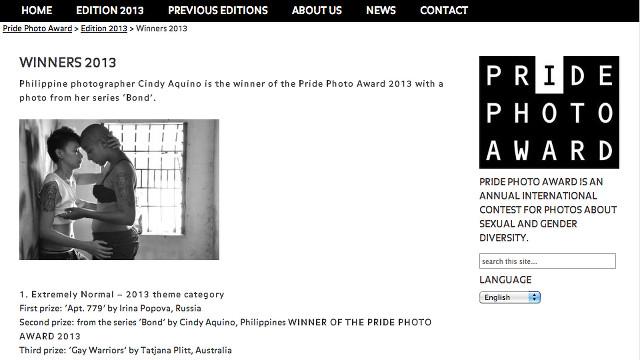 HOME EDITION 2013 PREVIOUS EDITIONS ABOUT US NEWS CONTACT
Pride Photo Award > Edition 2013 > Winners 2013
WINNERS 2013
Philippine photographer Cindy Aquino is the winner of the Pride Photo Award 2013 with a
photo from her series 'Bond'.
1. Extremely Normal – 2013 theme category
First prize: 'Apt. 779' by Irina Popova, Russia
Second prize: from the series 'Bond' by Cindy Aquino, Philippines WINNER OF THE PRIDE PHOTO
AWARD 2013
Third prize: 'Gay Warriors' by Tatjana Plitt, Australia
PRIDE
PHOTO
AWARD
PRIDE PHOTO AWARD IS AN
ANNUAL INTERNATIONAL
CONTEST FOR PHOTOS ABOUT
SEXUAL AND GENDER
DIVERSITY.
search this site...
LANGUAGE
English